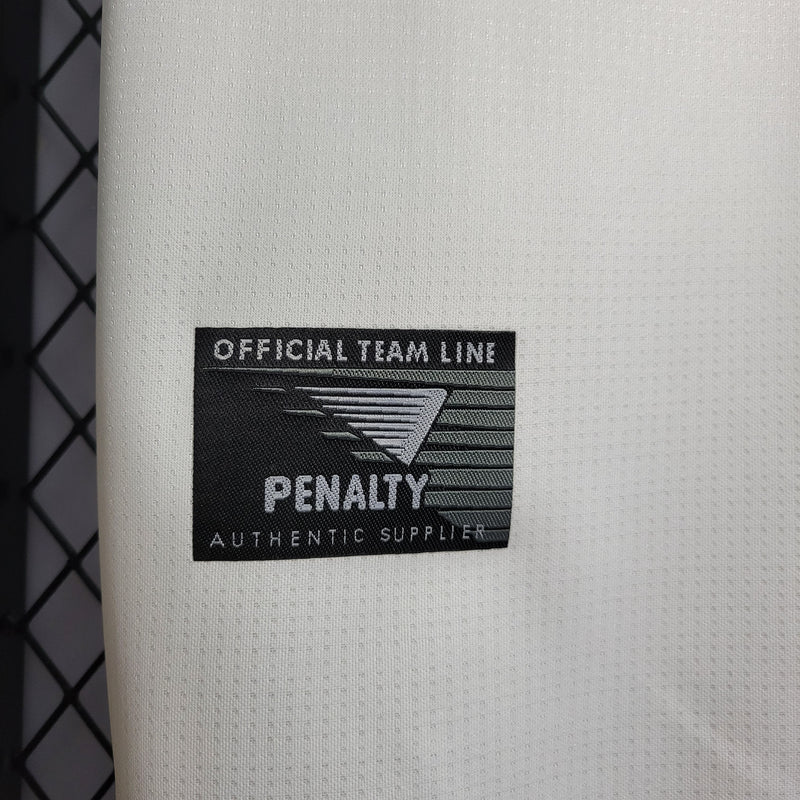 OFFICIAL TEAM LINE
PENALTY
AUTHENTIC SUPPLIER